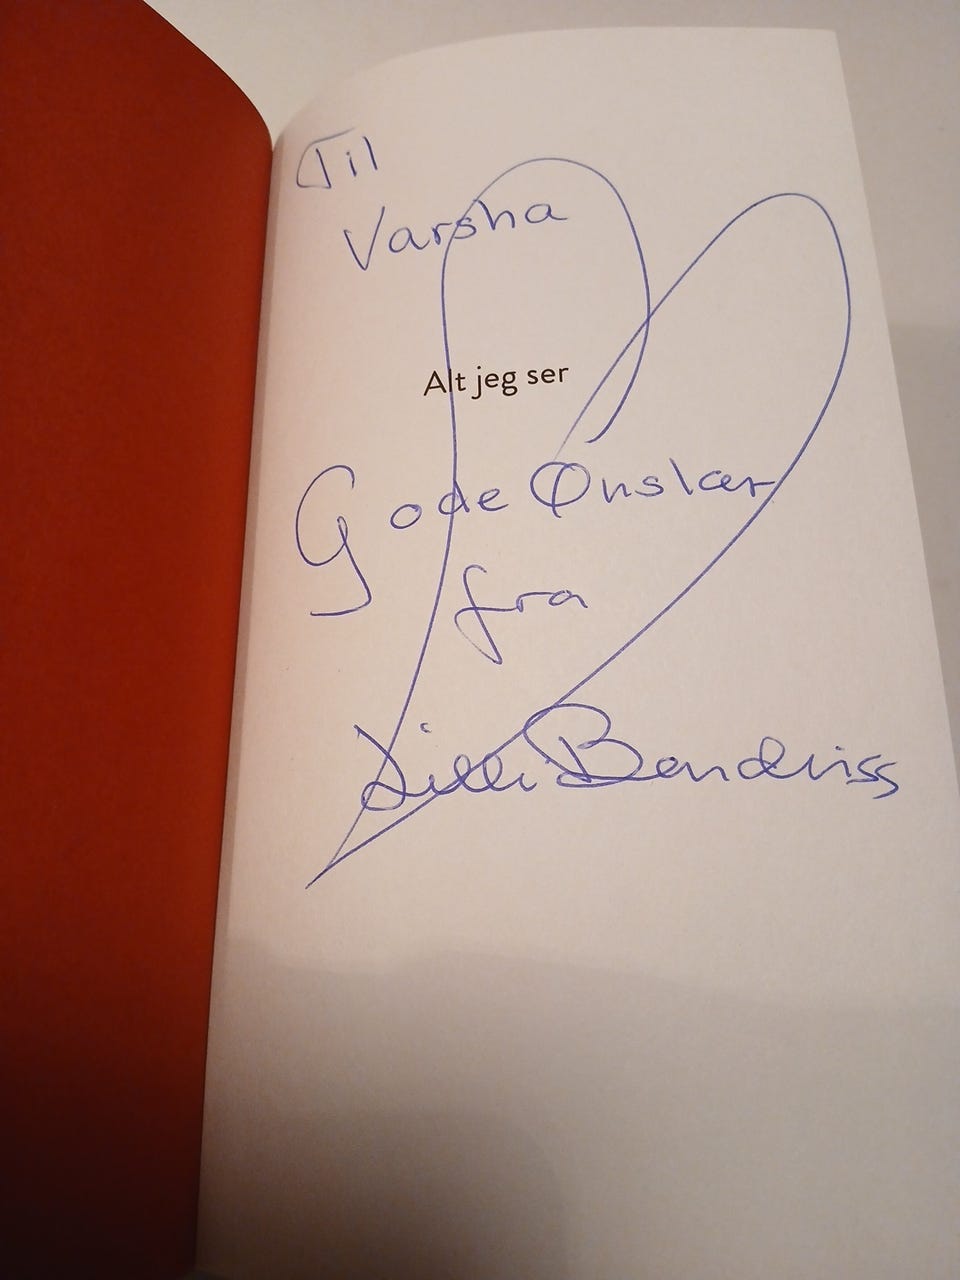 Til
Varsha
Alt jeg ser
Gode Ønsker
fra
Lilli Bendriss